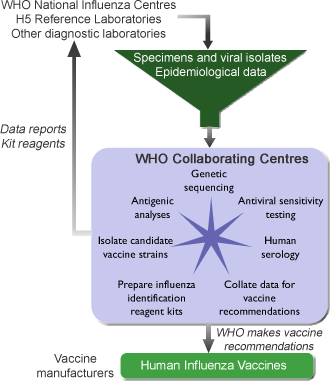 WHO National Influenza Centres
H5 Reference Laboratories
Other diagnostic laboratories
Specimens and viral isolates
Epidemiological data
Data reports
Kit reagents
WHO Collaborating Centres
Genetic
sequencing
Antigenic
analyses
Antiviral sensitivity
testing
Isolate candidate
vaccine strains
Human
serology
Prepare influenza
identification
reagent kits
Collate data for
vaccine
recommendations
WHO makes vaccine
recommendations
Vaccine
manufacturers
Human Influenza Vaccines